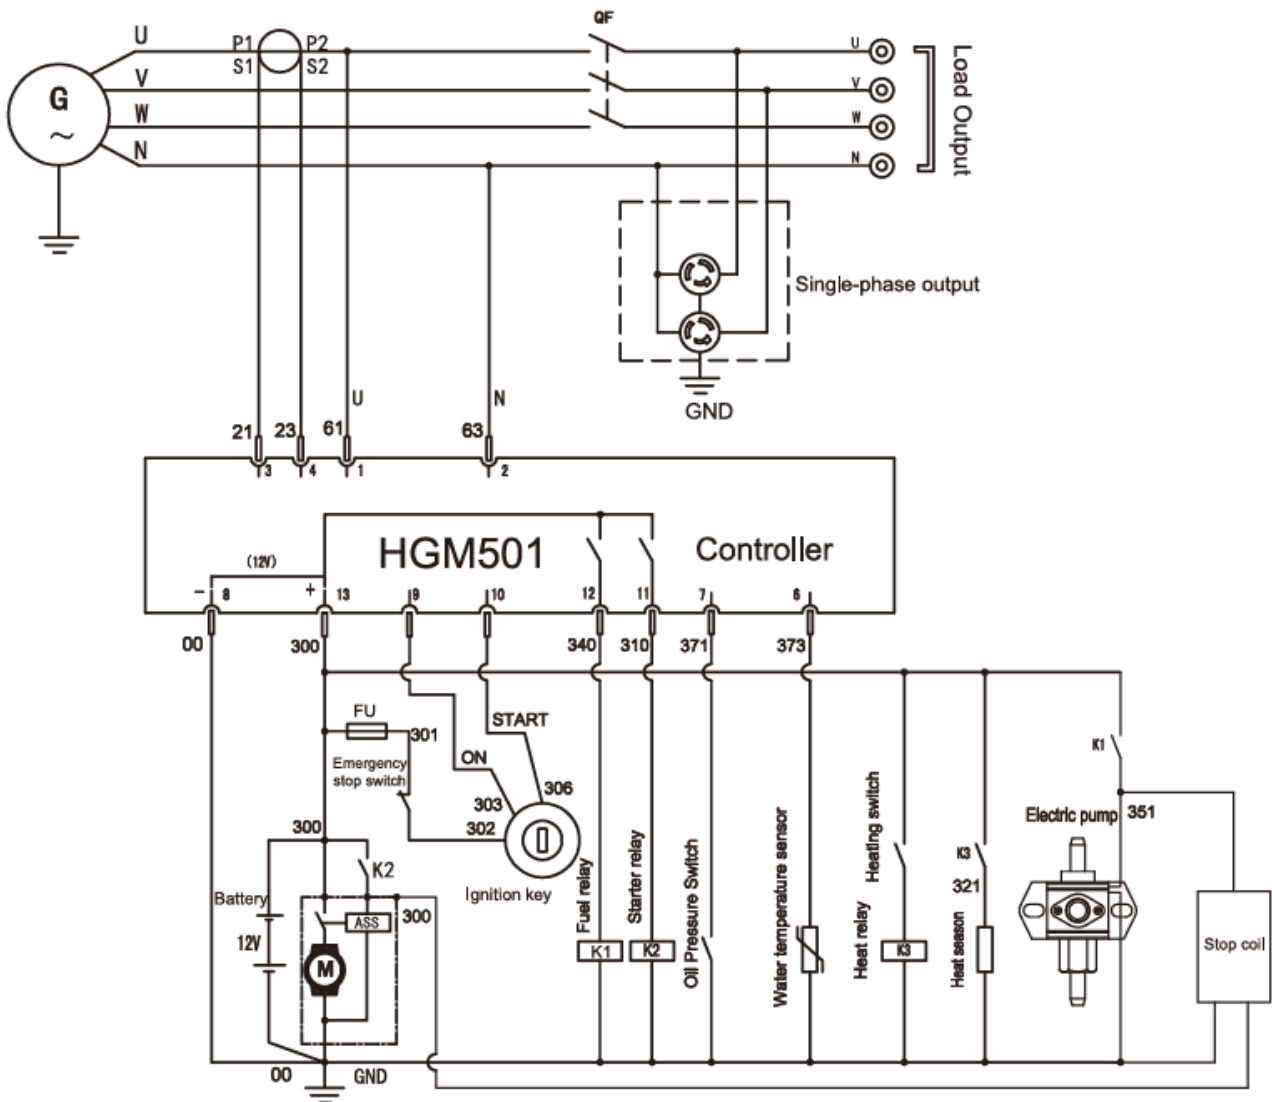 QF
U
P1
P2
U
S1
S2
V
V
G
W
W
N
N
Load Output
Single-phase output
GND
U
N
21
23
61
63
3
4
1
2
HGM501
Controller
(12V)
-
8
+
13
9
10
12
11
7
6
00
300
340
310
371
373
FU
301
START
K1
Emergency
stop switch
ON
306
303
302
300
Electric pump
351
K2
Ignition key
Battery
12V
ASS
300
M
Fuel relay
K1
Starter relay
K2
Oil Pressure Switch
Water temperature sensor
Heating switch
Heat relay
K3
K3
321
Heat season
Stop coil
00
GND